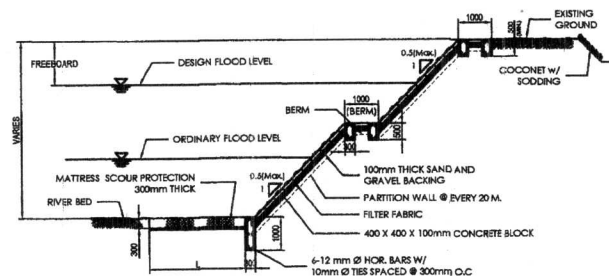 1000
EXISTING
GROUND
500
(Min.)
0.5(Max.)
1
FREEBOARD
DESIGN FLOOD LEVEL
COCONET W/
SODDING
1000
(BERM)
BERM
500
300
VARIES
ORDINARY FLOOD LEVEL
100mm THICK SAND AND
GRAVEL BACKING
MATTRESS SCOUR PROTECTION
300mm THICK
0.5(Max.)
1
PARTITION WALL @ EVERY 20 M.
FILTER FABRIC
RIVER BED
400 X 400 X 100mm CONCRETE BLOCK
300
1000
L
6-12 mm Ø HOR. BARS W/
10mm Ø TIES SPACED @ 300mm O.C